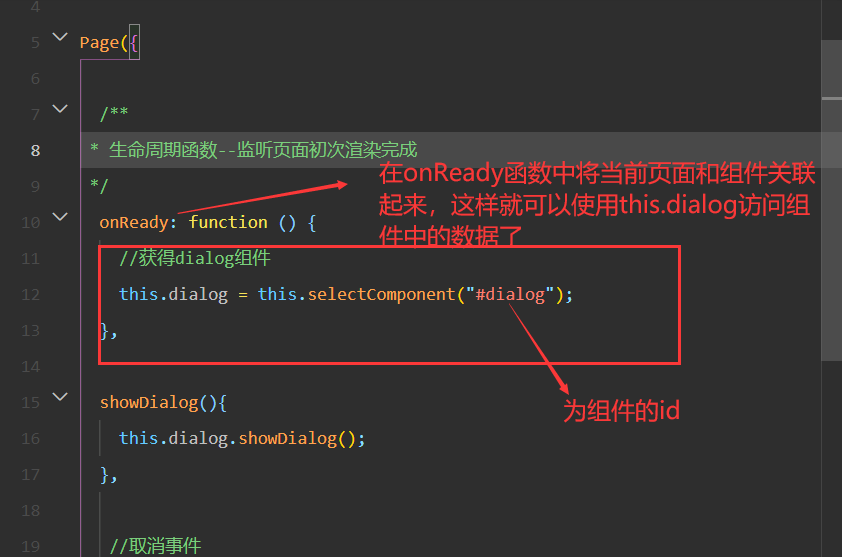 4
5 Page({
6
7 /**
8 * 生命周期函数--监听页面初次渲染完成
在onReady函数中将当前页面和组件关联
9 */
起来，这样就可以使用this.dialog访问组
10 onReady: function () {
件中的数据了
11 //获得dialog组件
12 this.dialog = this.selectComponent("#dialog");
13 },
14
15 showDialog(){
为组件的id
16 this.dialog.showDialog();
17 },
18
19 //取消事件